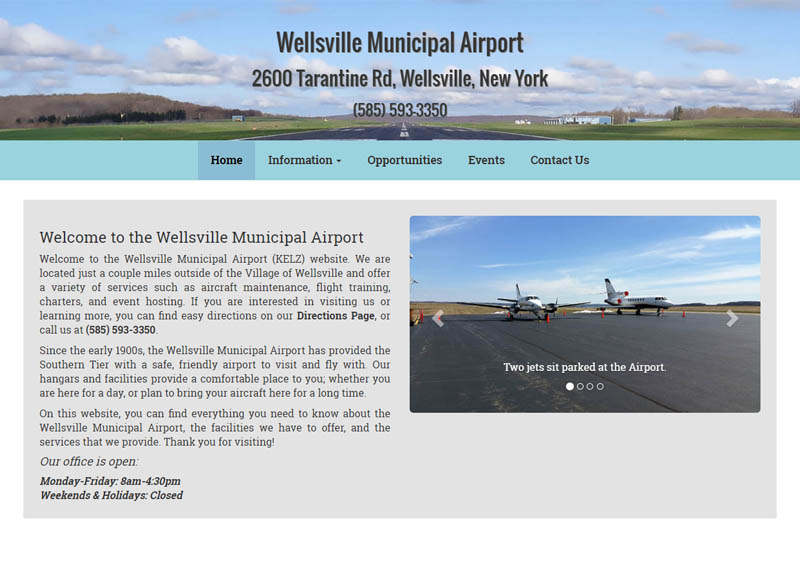 Wellsville Municipal Airport
2600 Tarantine Rd, Wellsville, New York
(585) 593-3350
Home Information Opportunities Events Contact Us
Welcome to the Wellsville Municipal Airport
Welcome to the Wellsville Municipal Airport (KELZ) website. We are
located just a couple miles outside of the Village of Wellsville and offer
a variety of services such as aircraft maintenance, flight training,
charters, and event hosting. If you are interested in visiting us or
learning more, you can find easy directions on our Directions Page, or
call us at (585) 593-3350.
Since the early 1900s, the Wellsville Municipal Airport has provided the
Southern Tier with a safe, friendly airport to visit and fly with. Our
hangars and facilities provide a comfortable place to you; whether you
are here for a day, or plan to bring your aircraft here for a long time.
On this website, you can find everything you need to know about the
Wellsville Municipal Airport, the facilities we have to offer, and the
services that we provide. Thank you for visiting!
Our office is open:
Monday-Friday: 8am-4:30pm
Weekends & Holidays: Closed
Two jets sit parked at the Airport.